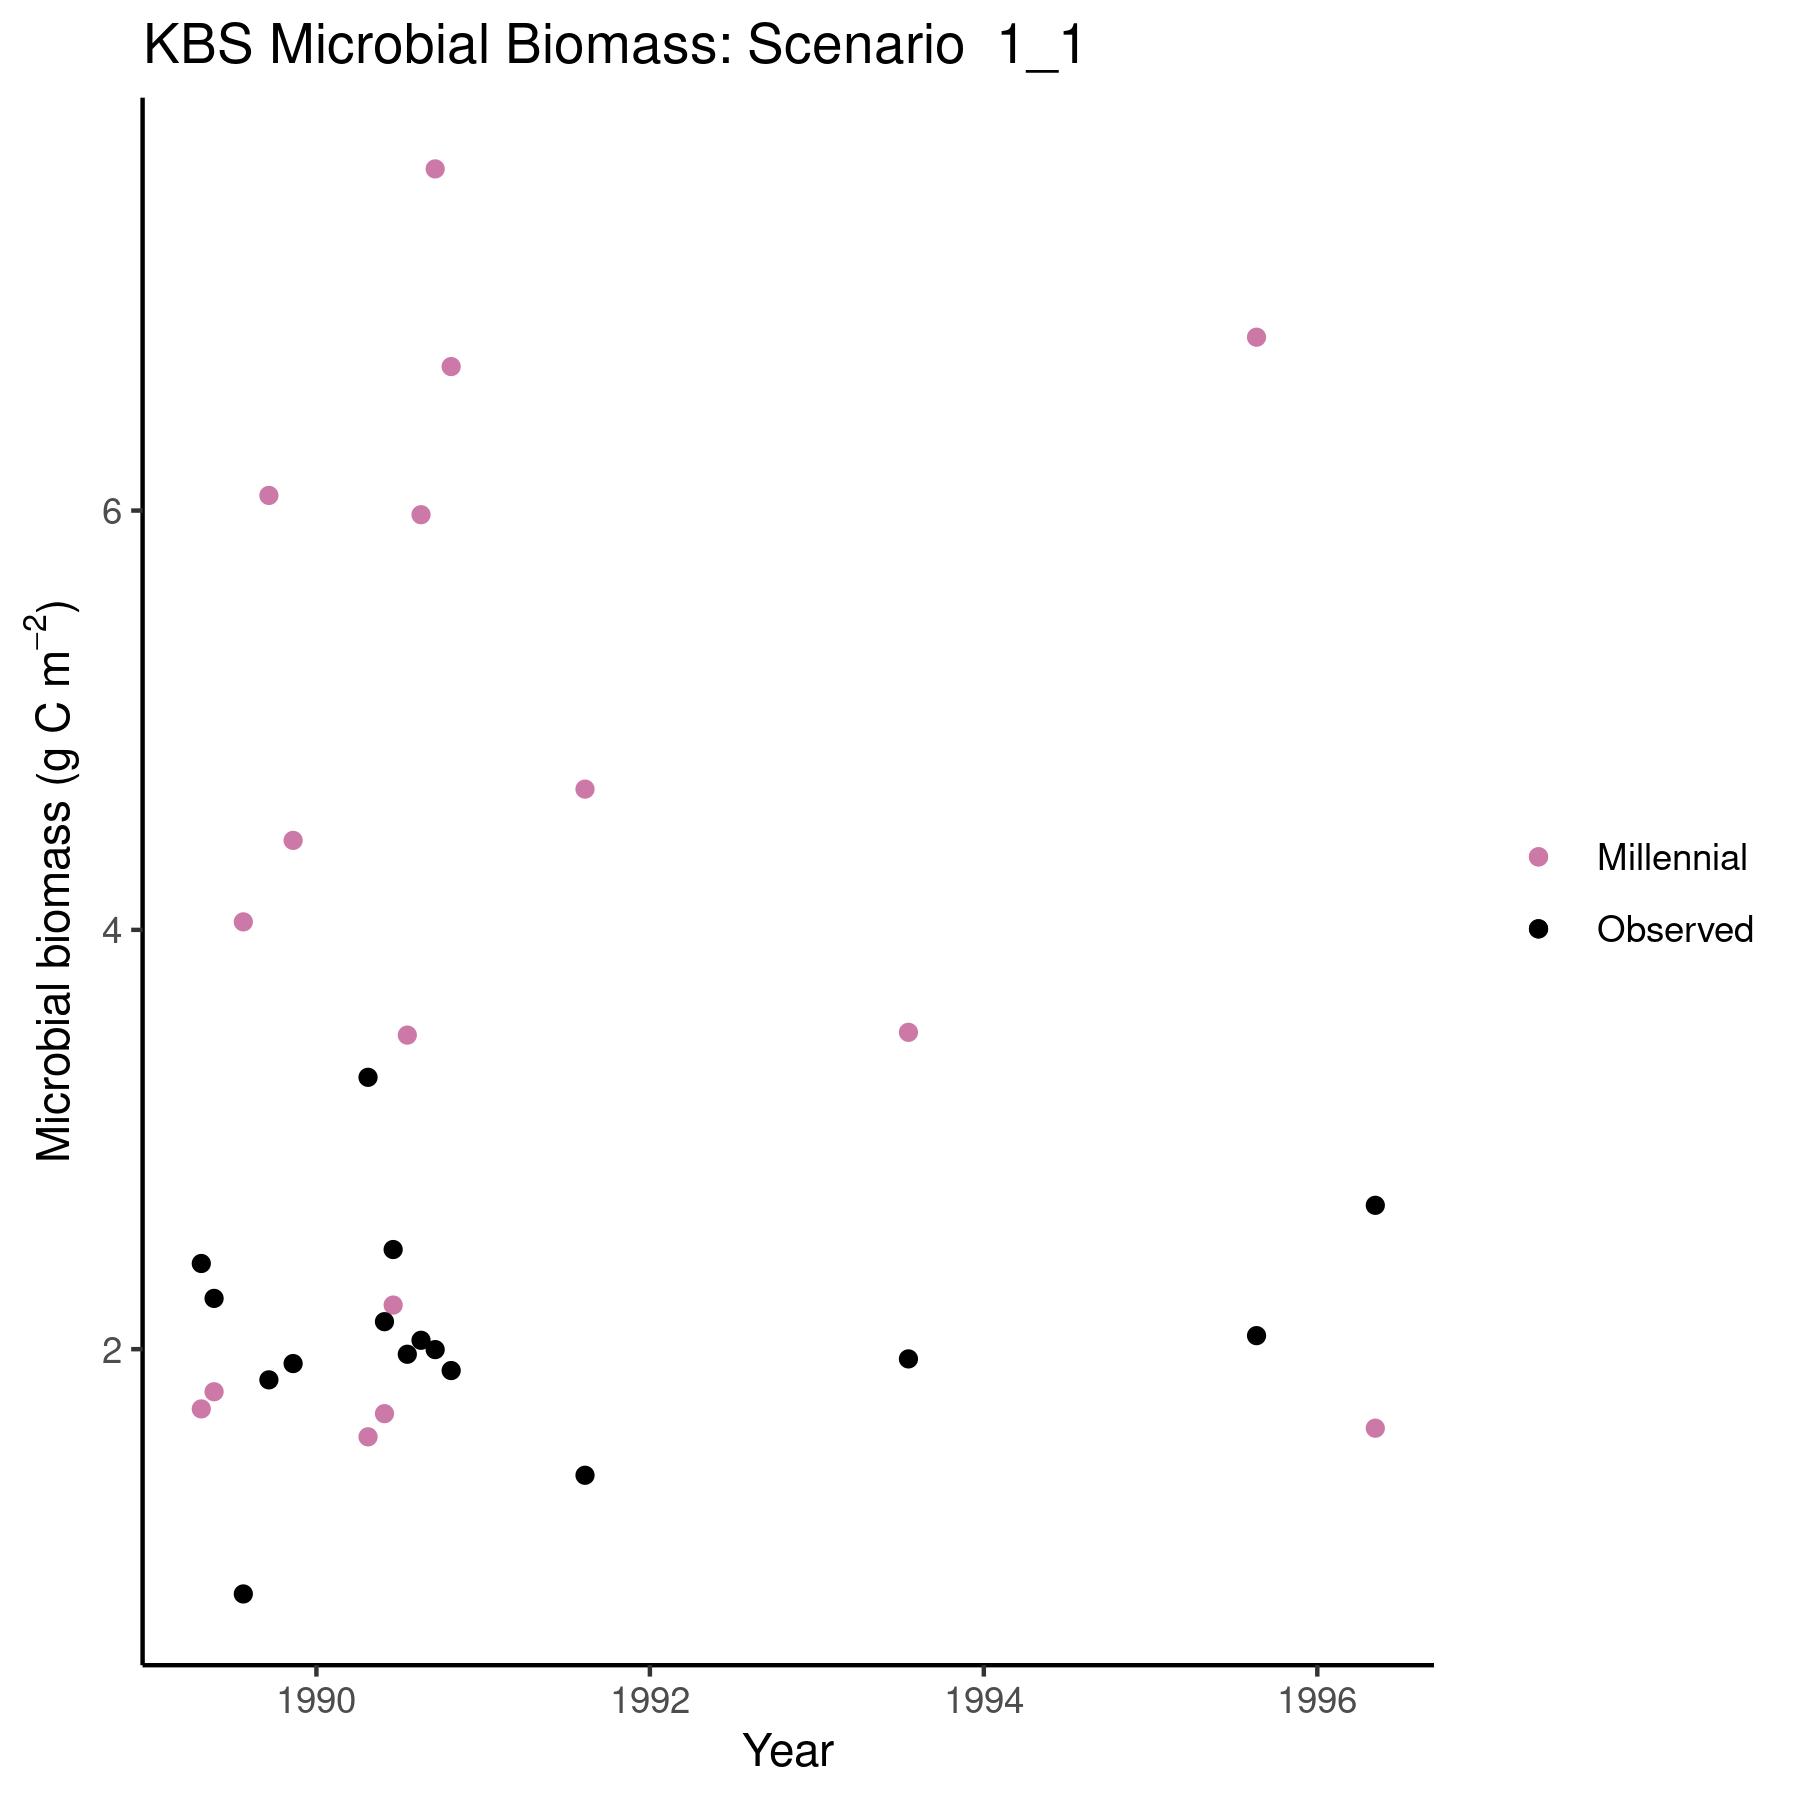 KBS Microbial Biomass: Scenario  1_1
Microbial biomass (g C m⁻²)
6
4
2
1990
1992
1994
1996
Year
Millennial
Observed